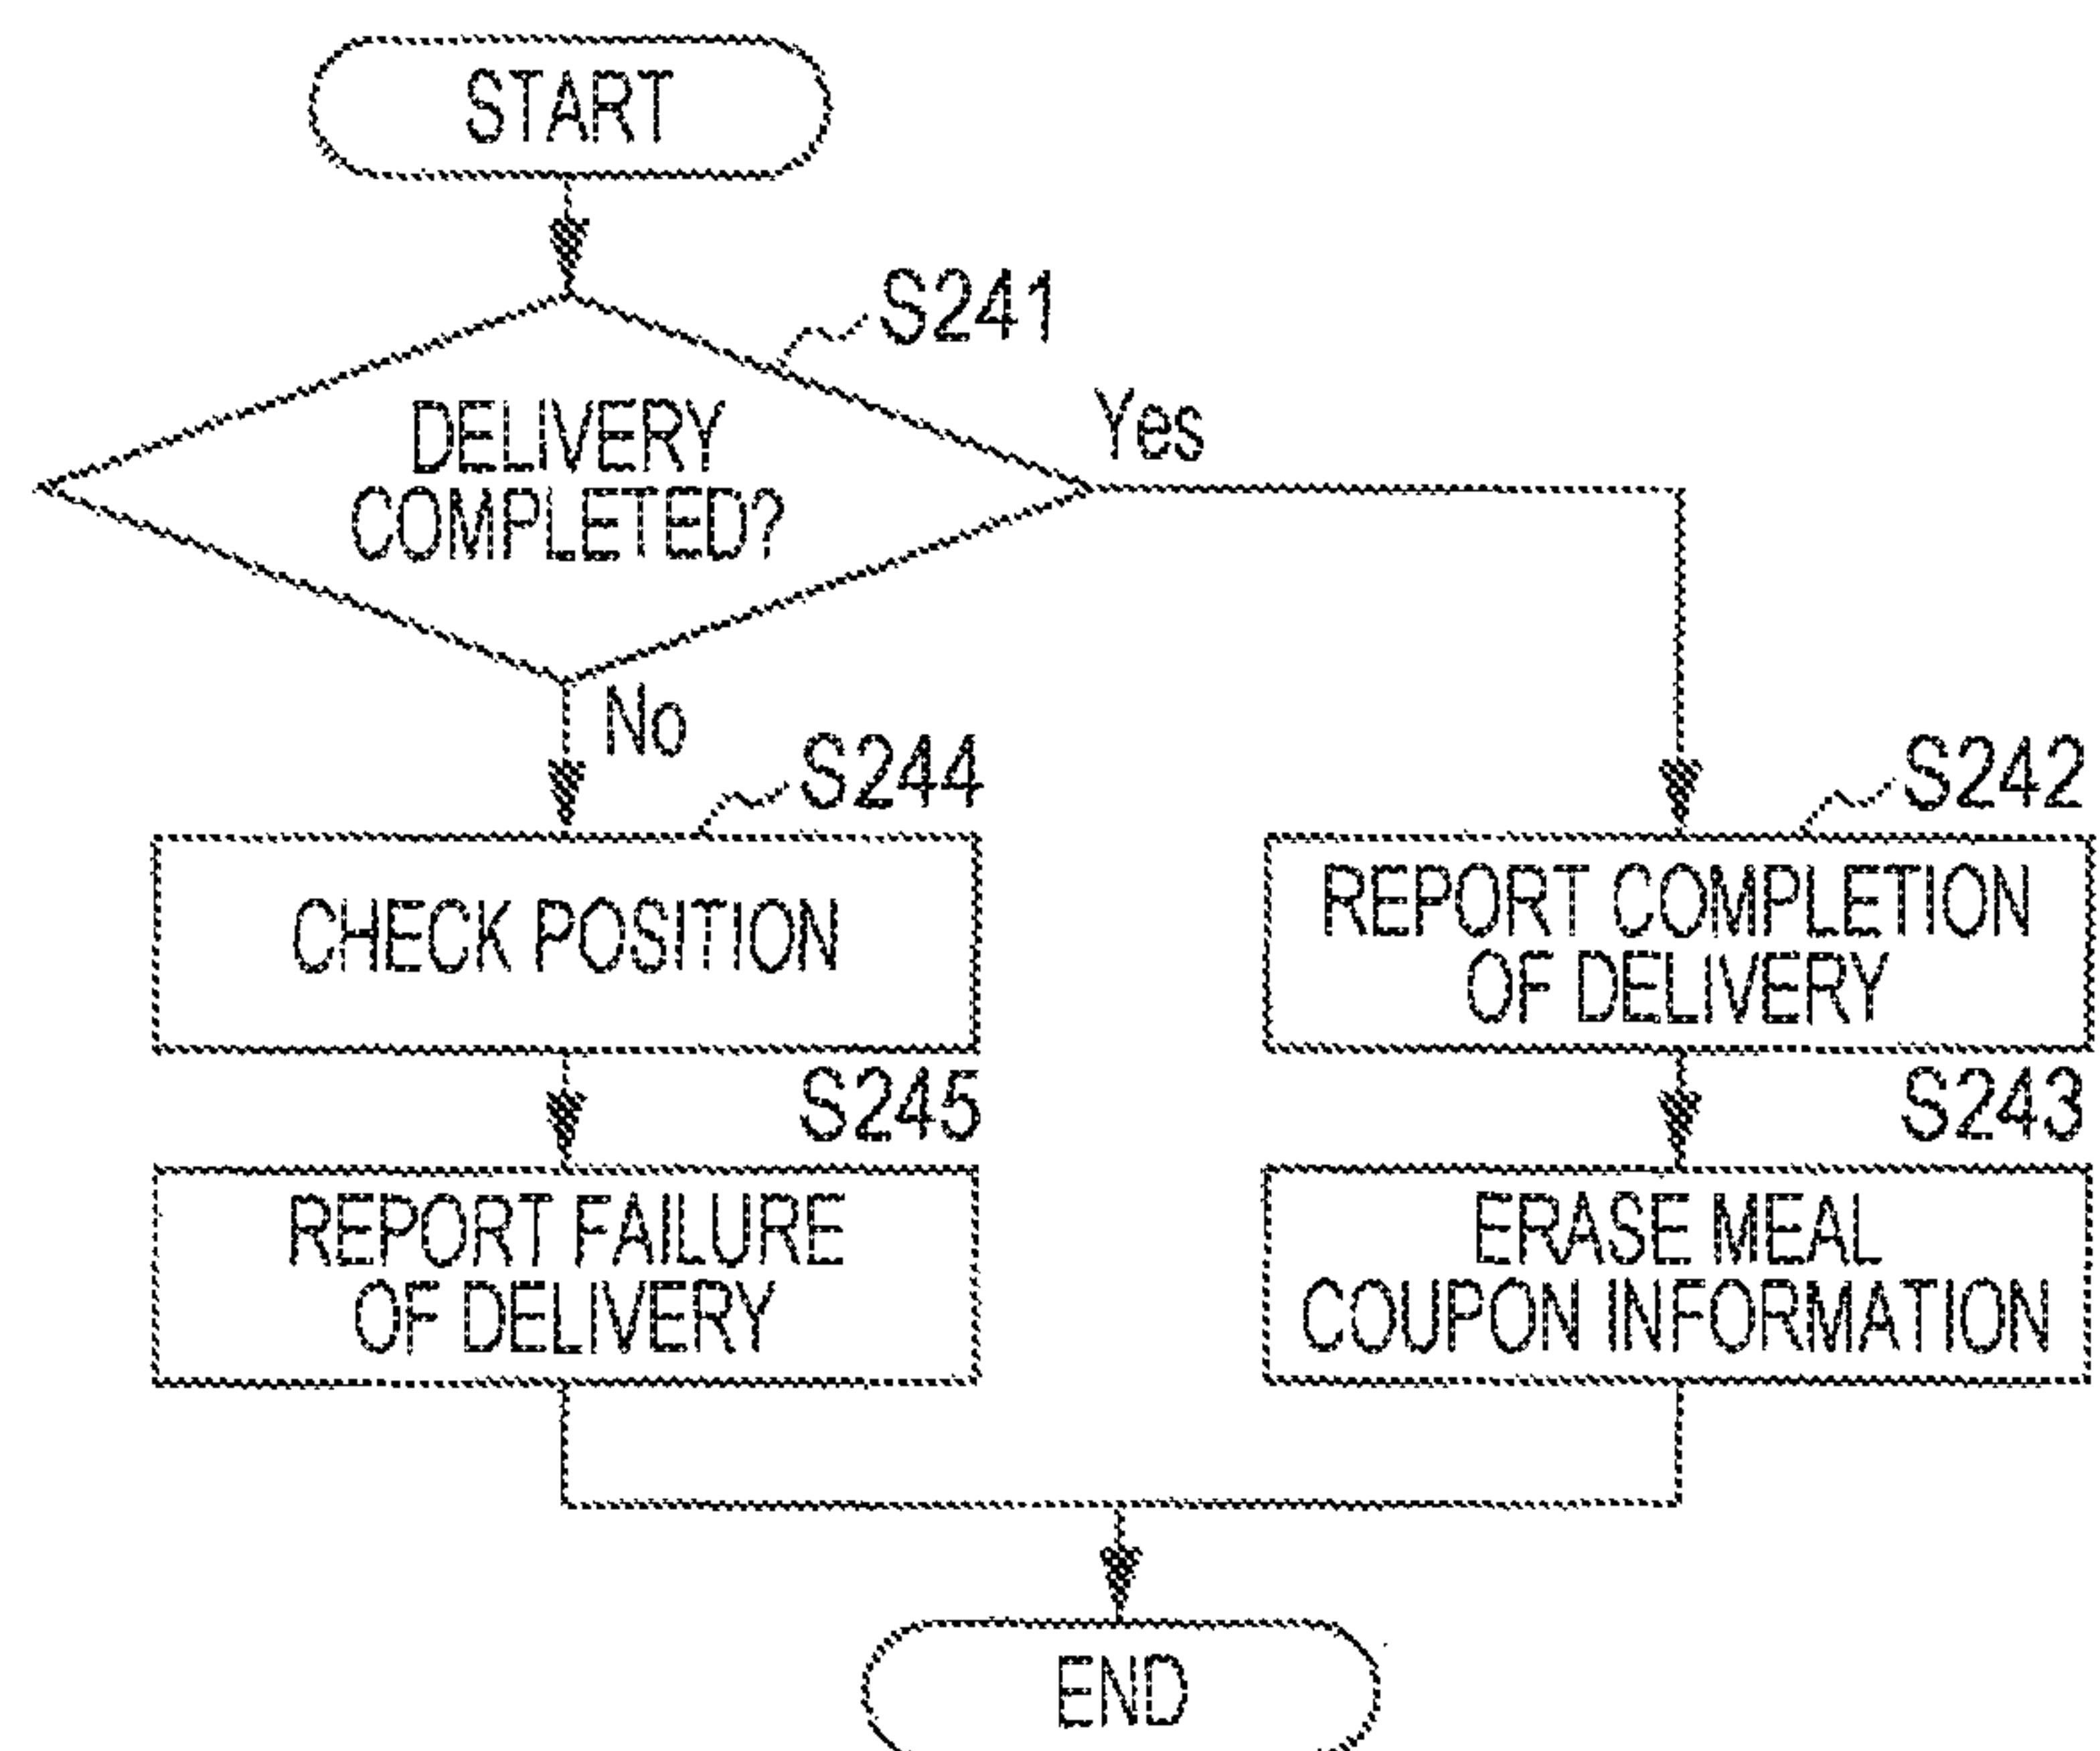 START
S241
DELIVERY
COMPLETED?
Yes
No
S244
CHECK POSITION
S242
REPORT COMPLETION
OF DELIVERY
S245
REPORT FAILURE
OF DELIVERY
S243
ERASE MEAL
COUPON INFORMATION
END